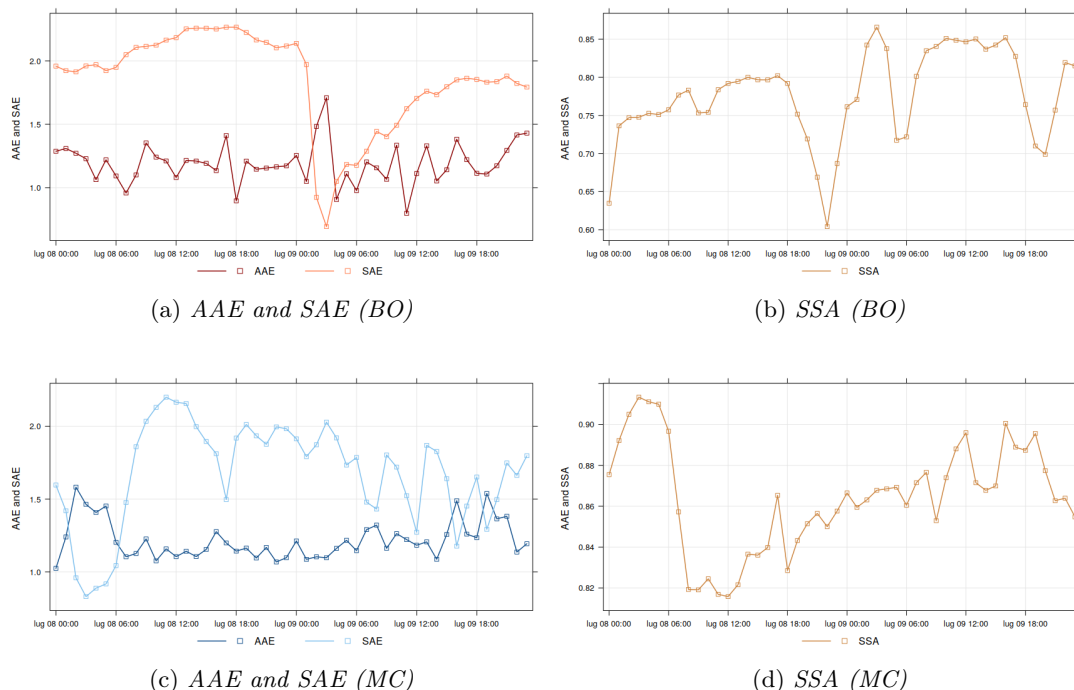 AAE and SAE
2.0
1.5
1.0
lug 08 00:00 lug 08 06:00 lug 08 12:00 lug 08 18:00 lug 09 00:00 lug 09 06:00 lug 09 12:00 lug 09 18:00
AAE SAE
(a) AAE and SAE (BO)
AAE and SSA
0.85
0.80
0.75
0.70
0.65
0.60
lug 08 00:00 lug 08 06:00 lug 08 12:00 lug 08 18:00 lug 09 00:00 lug 09 06:00 lug 09 12:00 lug 09 18:00
SSA
(b) SSA (BO)
AAE and SAE
2.0
1.5
1.0
lug 08 00:00 lug 08 06:00 lug 08 12:00 lug 08 18:00 lug 09 00:00 lug 09 06:00 lug 09 12:00 lug 09 18:00
AAE SAE
(c) AAE and SAE (MC)
AAE and SSA
0.90
0.88
0.86
0.84
0.82
lug 08 00:00 lug 08 06:00 lug 08 12:00 lug 08 18:00 lug 09 00:00 lug 09 06:00 lug 09 12:00 lug 09 18:00
SSA
(d) SSA (MC)